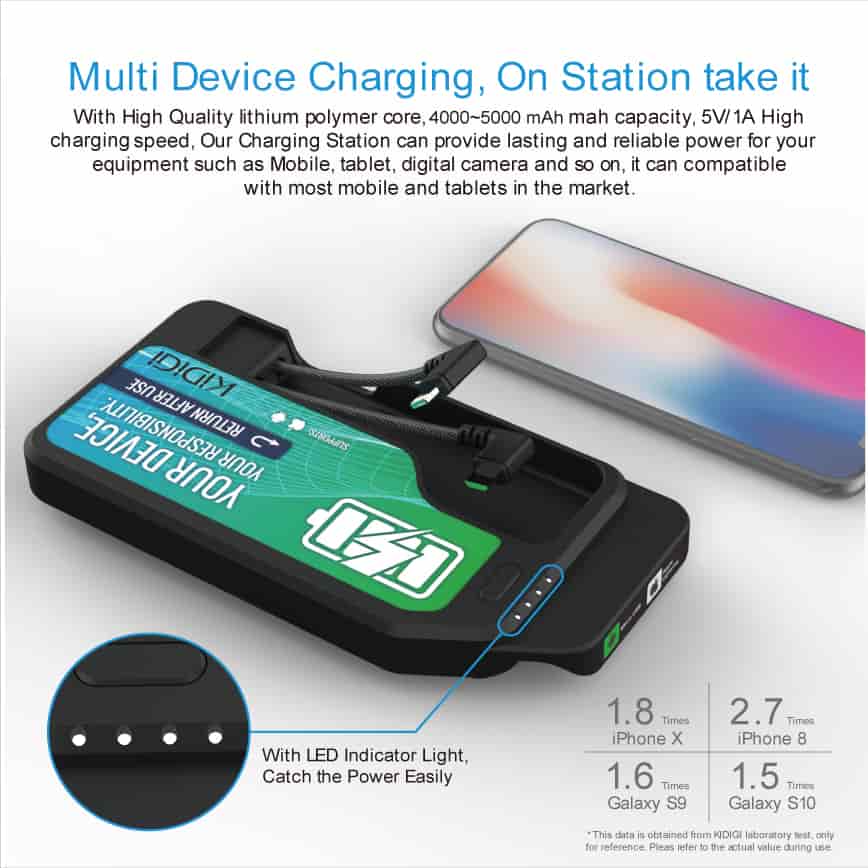 Multi Device Charging, On Station take it
With High Quality lithium polymer core, 4000~5000 mAh mah capacity, 5V/1A High
charging speed, Our Charging Station can provide lasting and reliable power for your
equipment such as Mobile, tablet, digital camera and so on, it can compatible
with most mobile and tablets in the market.
KIDIGI
RETURN AFTER USE
YOUR DEVICE,
YOUR RESPONSIBILITY.
SUPPORTS:
With LED Indicator Light,
Catch the Power Easily
1.8 Times
iPhone X
2.7 Times
iPhone 8
1.6 Times
Galaxy S9
1.5 Times
Galaxy S10
* This data is obtained from KIDIGI laboratory test, only
for reference. Pleas refer to the actual value during use.